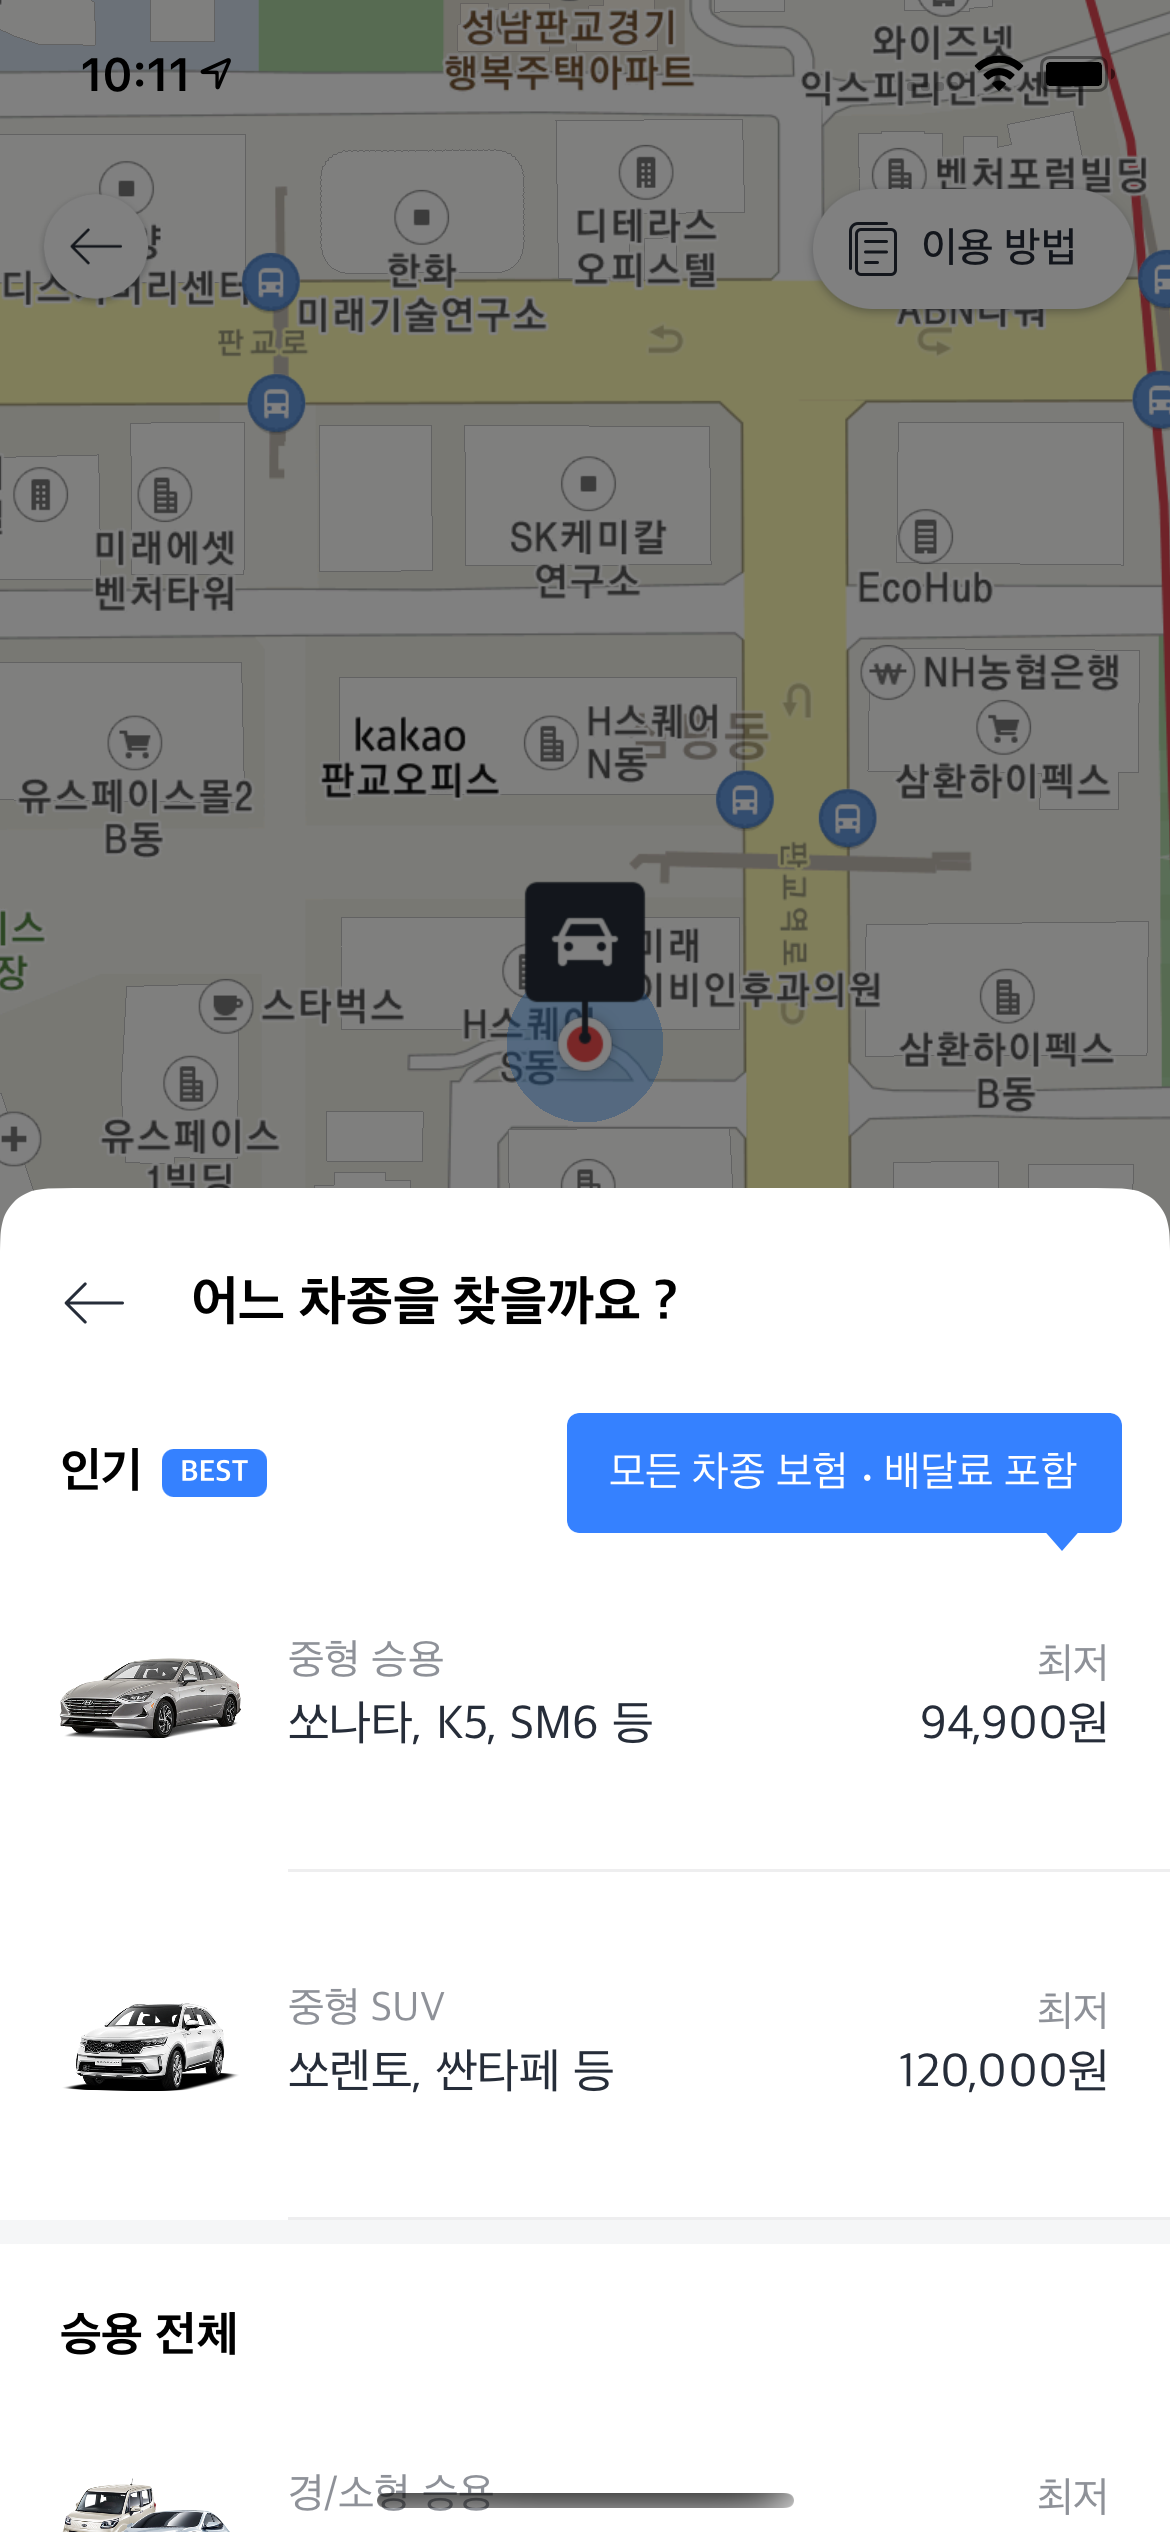 성남판교경기
행복주택아파트
와이즈넷
익스피리언스센터
10:11
벤처포럼빌딩
디테라스
오피스텔
한화
미래기술연구소
이용 방법
ABN타워
판교로
미래에셋
벤처타워
SK케미칼
연구소
EcoHub
NH농협은행
kakao
판교오피스
H스퀘어
N동
유스페이스몰2
B동
삼환하이펙스
판교역로
미래
이비인후과의원
스타벅스
H스퀘어
S동
삼환하이펙스
B동
유스페이스
1빌딩
어느 차종을 찾을까요 ?
인기 BEST
모든 차종 보험 · 배달료 포함
중형 승용
최저
쏘나타, K5, SM6 등
94,900원
중형 SUV
최저
쏘렌토, 싼타페 등
120,000원
승용 전체
경/소형 승용
최저